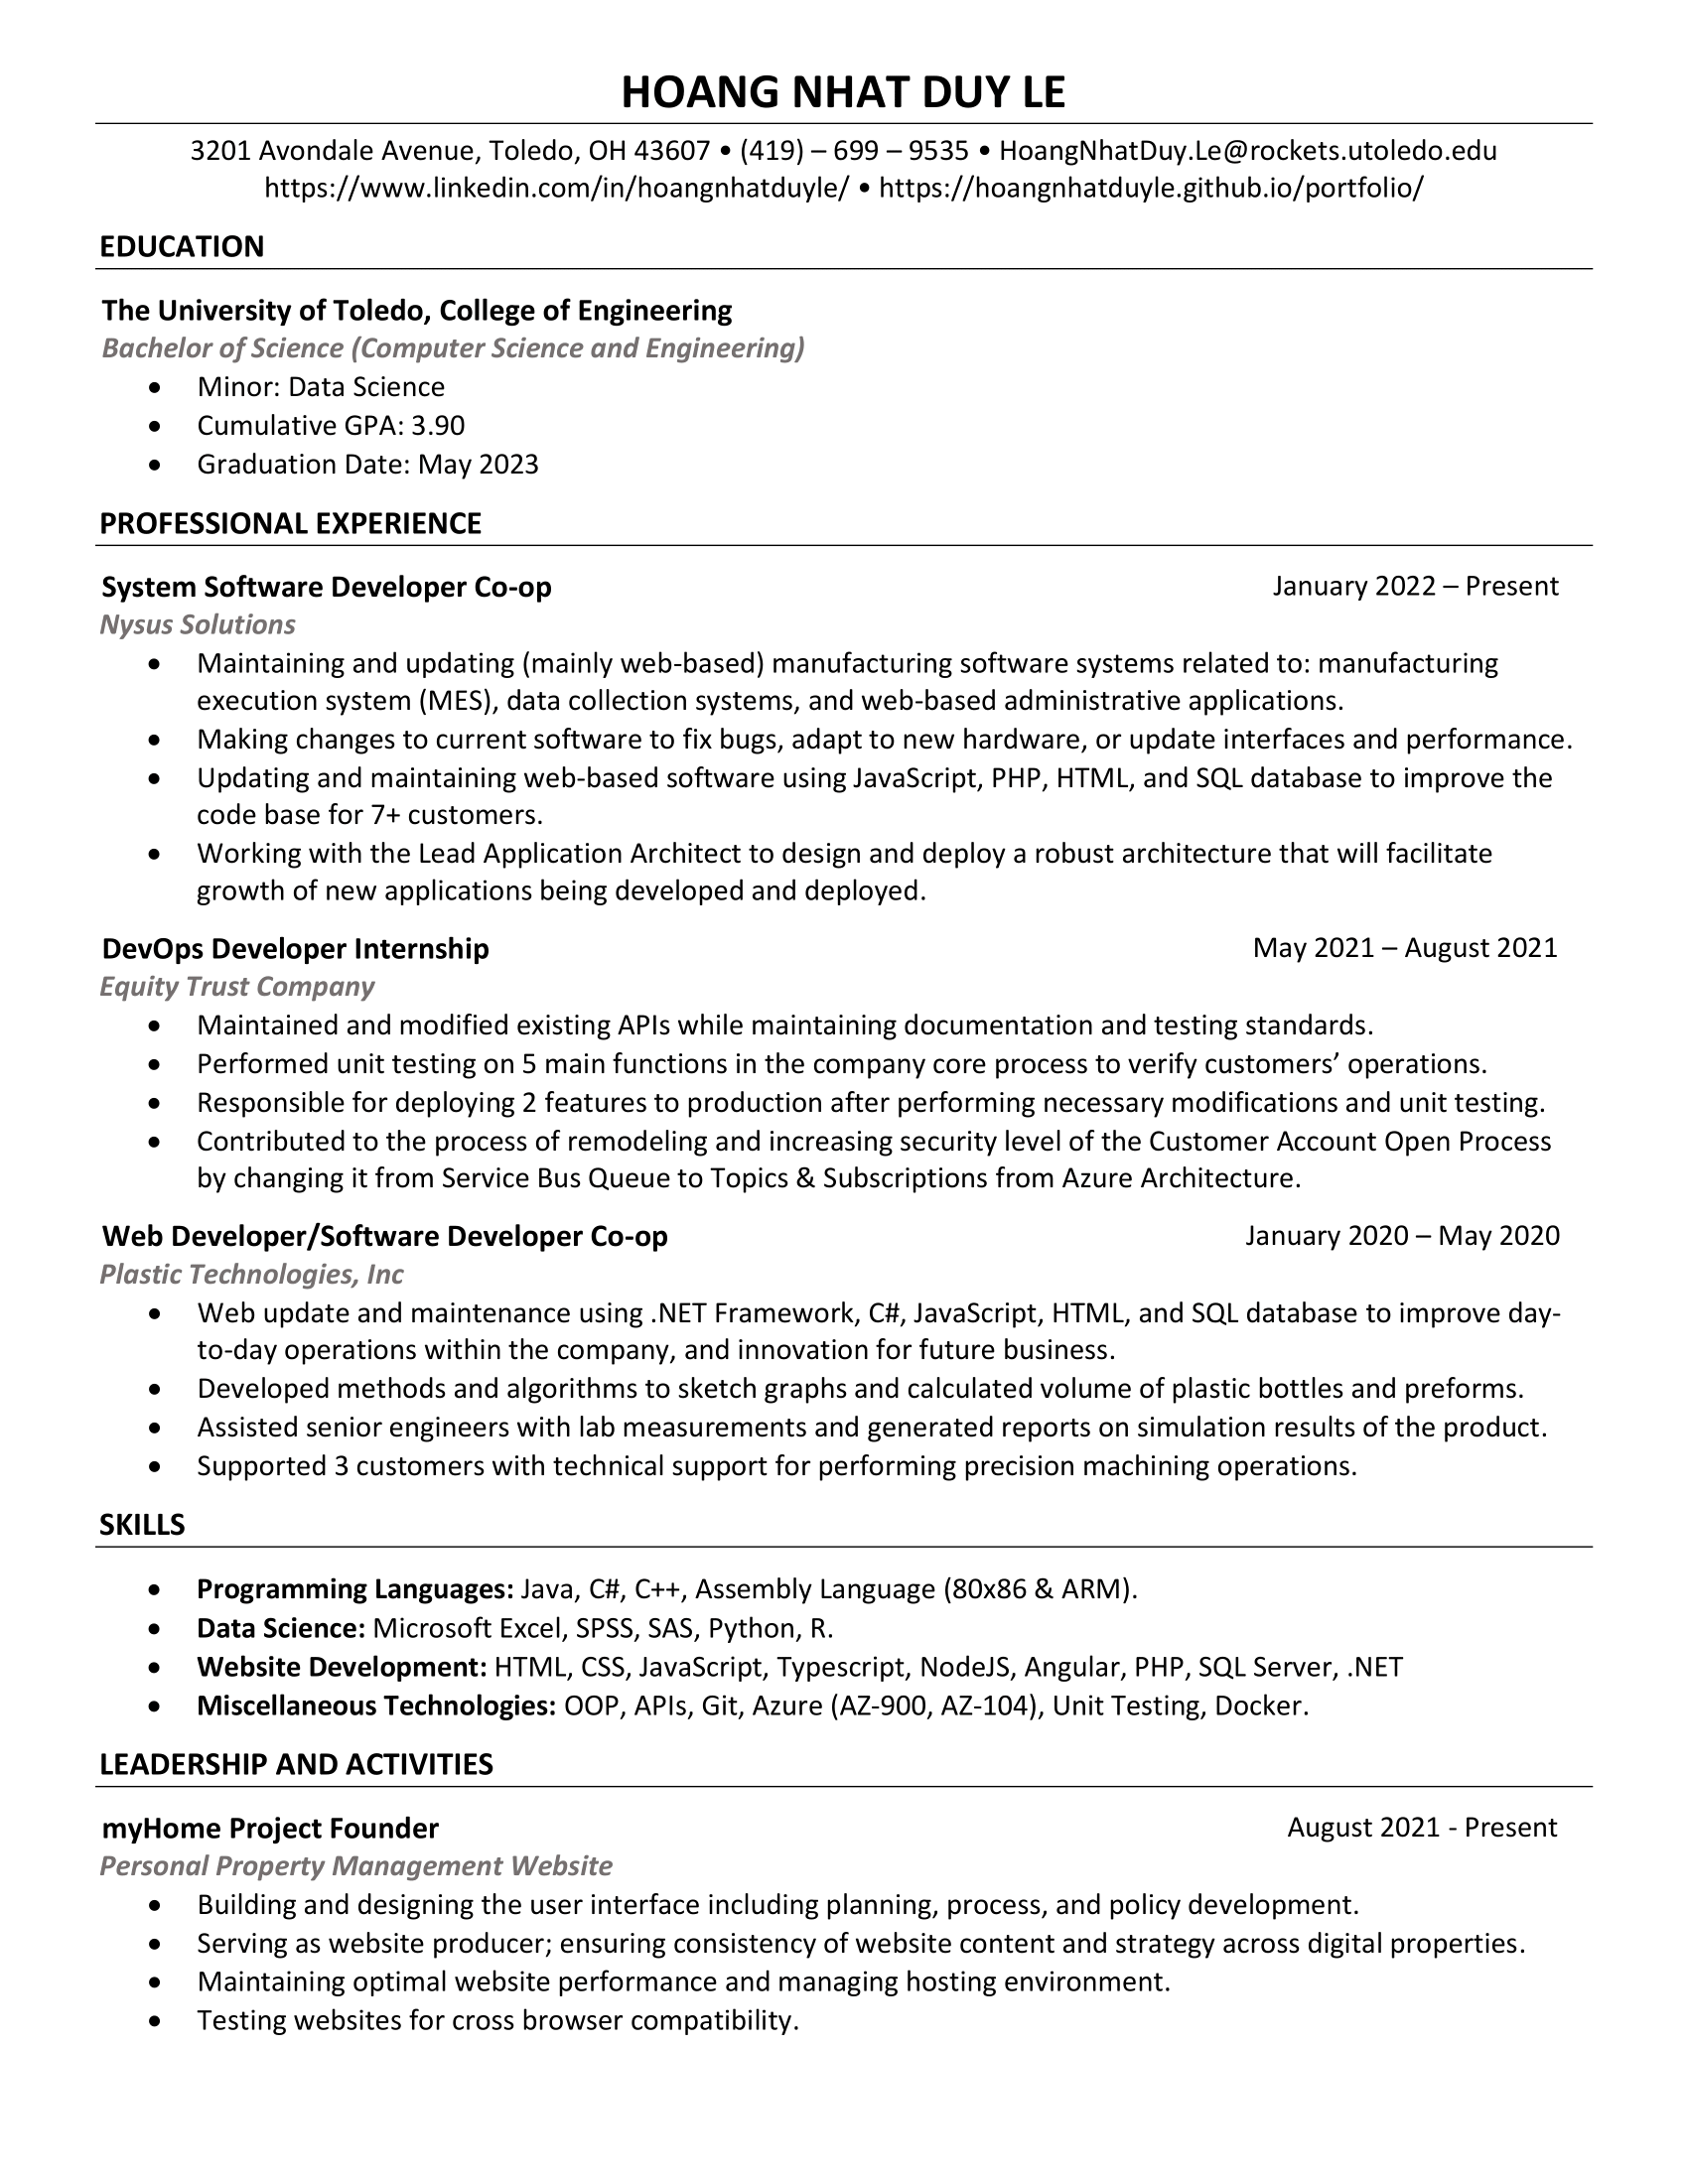 HOANG NHAT DUY LE
3201 Avondale Avenue, Toledo, OH 43607 • (419) – 699 – 9535 • HoangNhatDuy.Le@rockets.utoledo.edu
https://www.linkedin.com/in/hoangnhatduyle/ • https://hoangnhatduyle.github.io/portfolio/
EDUCATION
The University of Toledo, College of Engineering
Bachelor of Science (Computer Science and Engineering)
• Minor: Data Science
• Cumulative GPA: 3.90
• Graduation Date: May 2023
PROFESSIONAL EXPERIENCE
System Software Developer Co-op January 2022 – Present
Nysus Solutions
• Maintaining and updating (mainly web-based) manufacturing software systems related to: manufacturing
execution system (MES), data collection systems, and web-based administrative applications.
• Making changes to current software to fix bugs, adapt to new hardware, or update interfaces and performance.
• Updating and maintaining web-based software using JavaScript, PHP, HTML, and SQL database to improve the
code base for 7+ customers.
• Working with the Lead Application Architect to design and deploy a robust architecture that will facilitate
growth of new applications being developed and deployed.
DevOps Developer Internship May 2021 – August 2021
Equity Trust Company
• Maintained and modified existing APIs while maintaining documentation and testing standards.
• Performed unit testing on 5 main functions in the company core process to verify customers’ operations.
• Responsible for deploying 2 features to production after performing necessary modifications and unit testing.
• Contributed to the process of remodeling and increasing security level of the Customer Account Open Process
by changing it from Service Bus Queue to Topics & Subscriptions from Azure Architecture.
Web Developer/Software Developer Co-op January 2020 – May 2020
Plastic Technologies, Inc
• Web update and maintenance using .NET Framework, C#, JavaScript, HTML, and SQL database to improve day-
to-day operations within the company, and innovation for future business.
• Developed methods and algorithms to sketch graphs and calculated volume of plastic bottles and preforms.
• Assisted senior engineers with lab measurements and generated reports on simulation results of the product.
• Supported 3 customers with technical support for performing precision machining operations.
SKILLS
• Programming Languages: Java, C#, C++, Assembly Language (80x86 & ARM).
• Data Science: Microsoft Excel, SPSS, SAS, Python, R.
• Website Development: HTML, CSS, JavaScript, Typescript, NodeJS, Angular, PHP, SQL Server, .NET
• Miscellaneous Technologies: OOP, APIs, Git, Azure (AZ-900, AZ-104), Unit Testing, Docker.
LEADERSHIP AND ACTIVITIES
myHome Project Founder August 2021 - Present
Personal Property Management Website
• Building and designing the user interface including planning, process, and policy development.
• Serving as website producer; ensuring consistency of website content and strategy across digital properties.
• Maintaining optimal website performance and managing hosting environment.
• Testing websites for cross browser compatibility.